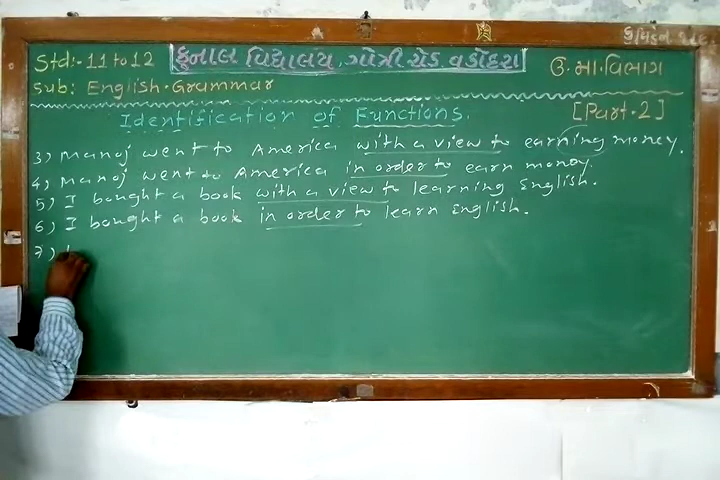 Std:- 11 to 12
કુનાલ વિદ્યાલય ગોત્રી રોડ વડોદરા
ઉ.મા.વિભાગ
Sub: English.Grammar
Identification of Functions.
[Part.2]
3) Manoj went to America with a view to earning money.
4) Manoj went to America in order to earn money.
5) I bought a book with a view to learning English.
6) I bought a book in order to learn English.
7)